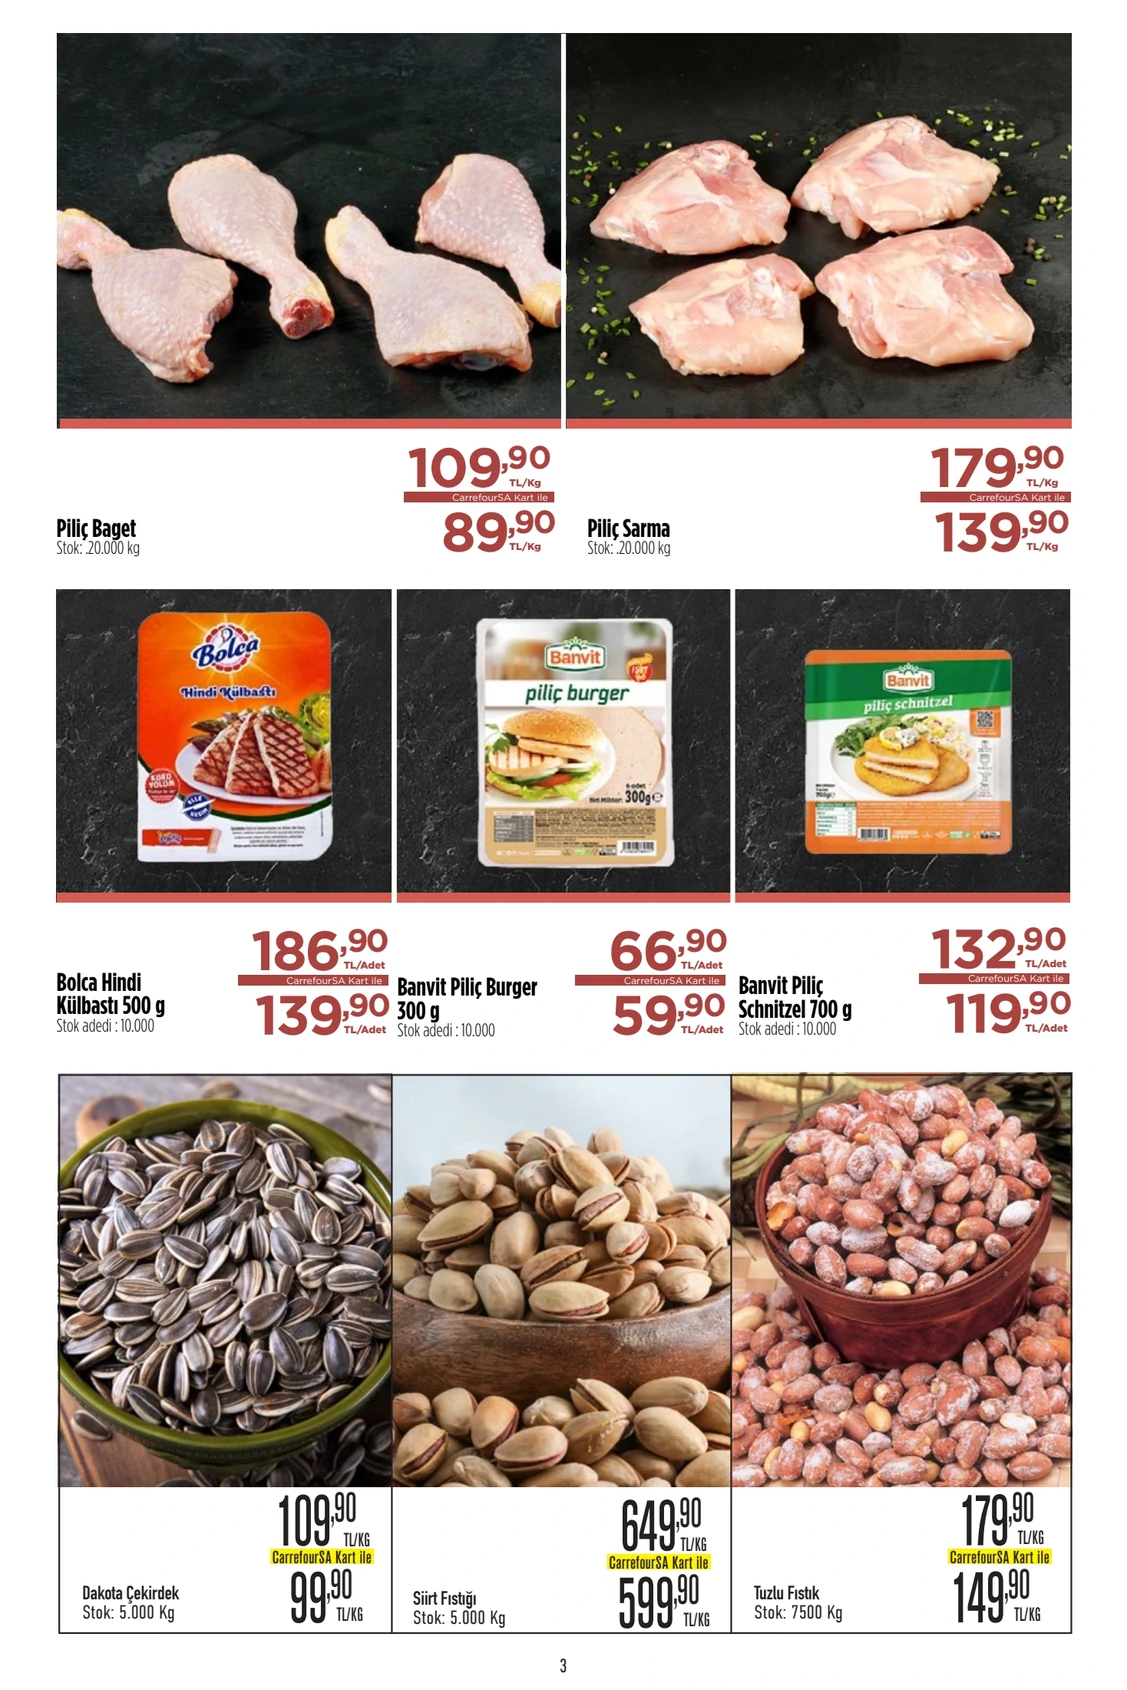 109,90
TL/Kg
CarrefourSA Kart ile
89,90
TL/Kg
Piliç Baget
Stok: .20.000 kg
179,90
TL/Kg
CarrefourSA Kart ile
139,90
TL/Kg
Piliç Sarma
Stok: .20.000 kg
Bolca
Hindi Külbastı
Banvit
piliç burger
6 adet
Net Miktar: 300g e
Banvit
piliç schnitzel
186,90
TL/Adet
CarrefourSA Kart ile
139,90
TL/Adet
Bolca Hindi
Külbastı 500 g
Stok adedi : 10.000
66,90
TL/Adet
CarrefourSA Kart ile
59,90
TL/Adet
Banvit Piliç Burger
300 g
Stok adedi : 10.000
132,90
TL/Adet
CarrefourSA Kart ile
119,90
TL/Adet
Banvit Piliç
Schnitzel 700 g
Stok adedi : 10.000
109,90
TL/KG
CarrefourSA Kart ile
99,90
TL/KG
Dakota Çekirdek
Stok: 5.000 Kg
649,90
TL/KG
CarrefourSA Kart ile
599,90
TL/KG
Siirt Fıstığı
Stok: 5.000 Kg
179,90
TL/KG
CarrefourSA Kart ile
149,90
TL/KG
Tuzlu Fıstık
Stok: 7500 Kg
3